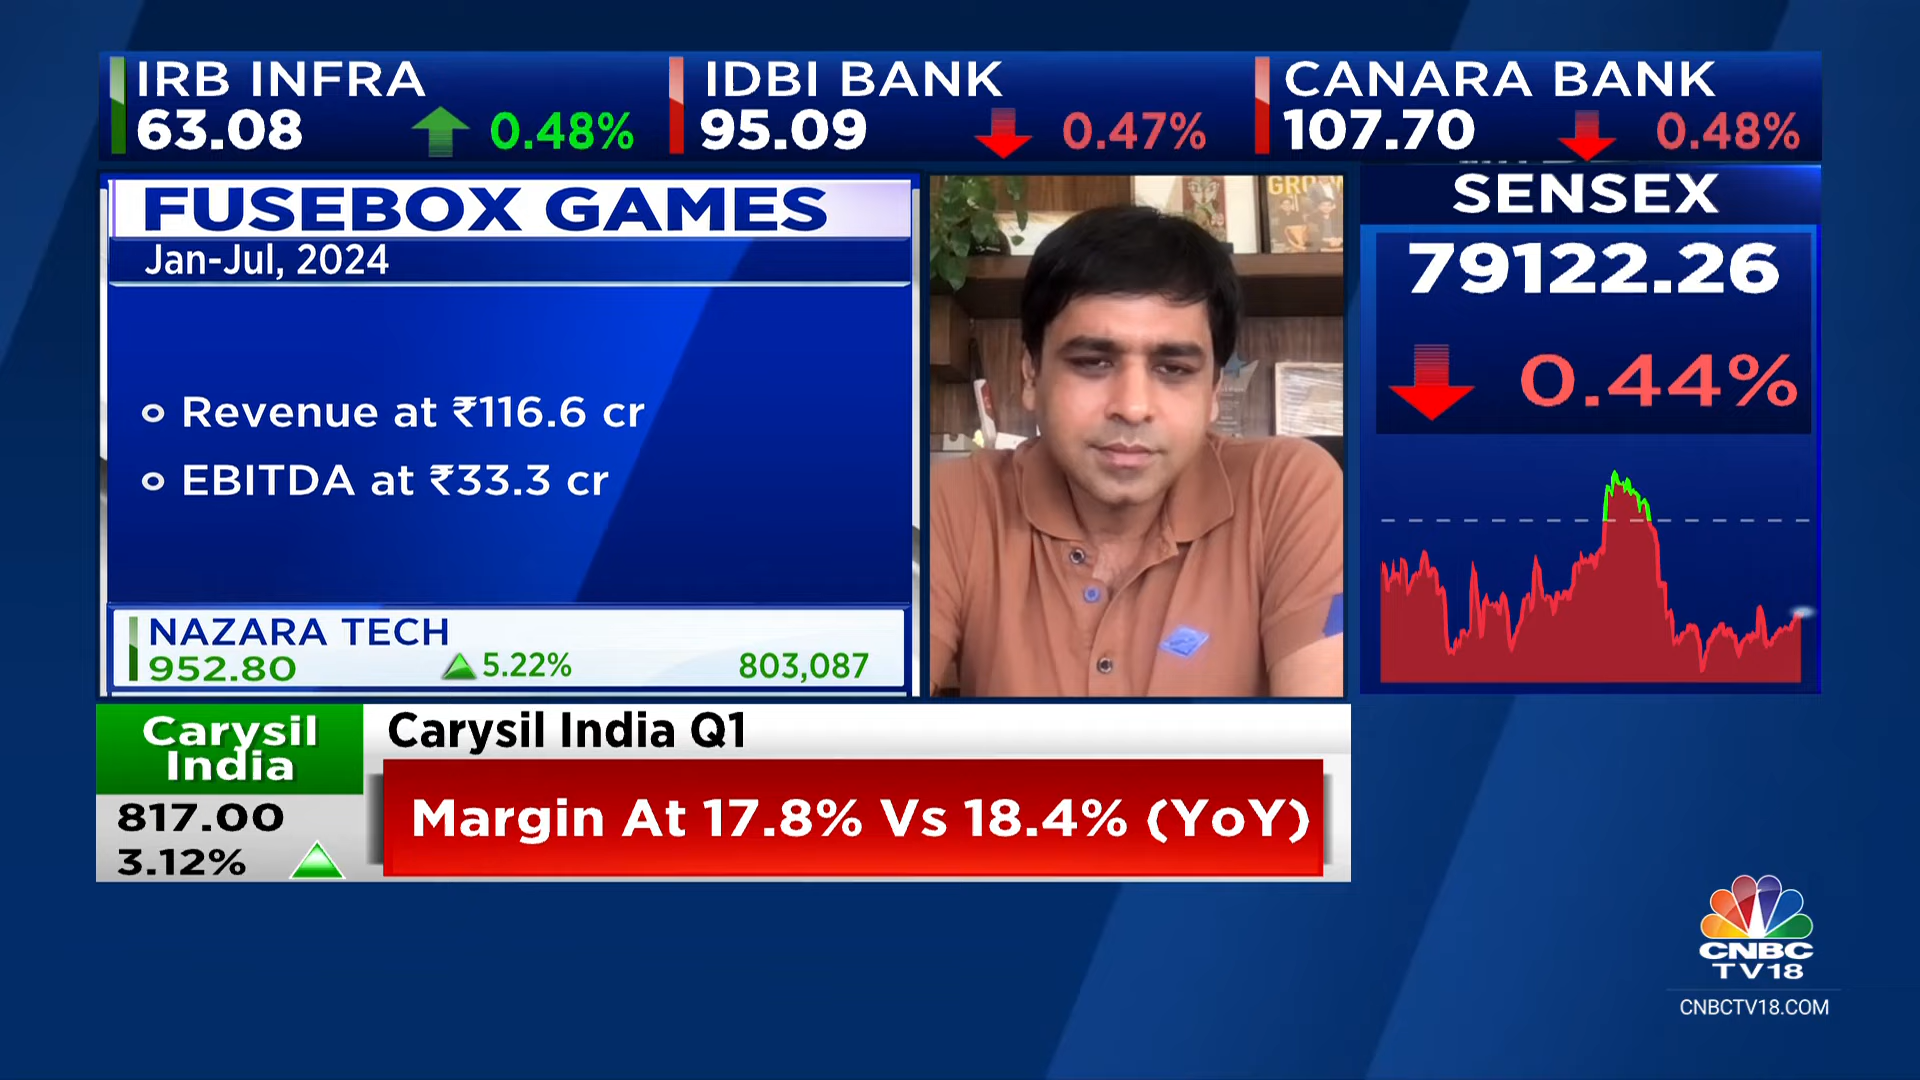 IRB INFRA
63.08 0.48%
IDBI BANK
95.09 0.47%
CANARA BANK
107.70 0.48%
FUSEBOX GAMES
Jan-Jul, 2024
Revenue at ₹116.6 cr
EBITDA at ₹33.3 cr
NAZARA TECH
952.80 5.22% 803,087
SENSEX
79122.26
0.44%
Carysil
India
817.00
3.12%
Carysil India Q1
Margin At 17.8% Vs 18.4% (YoY)
CNBC
TV18
CNBCTV18.COM